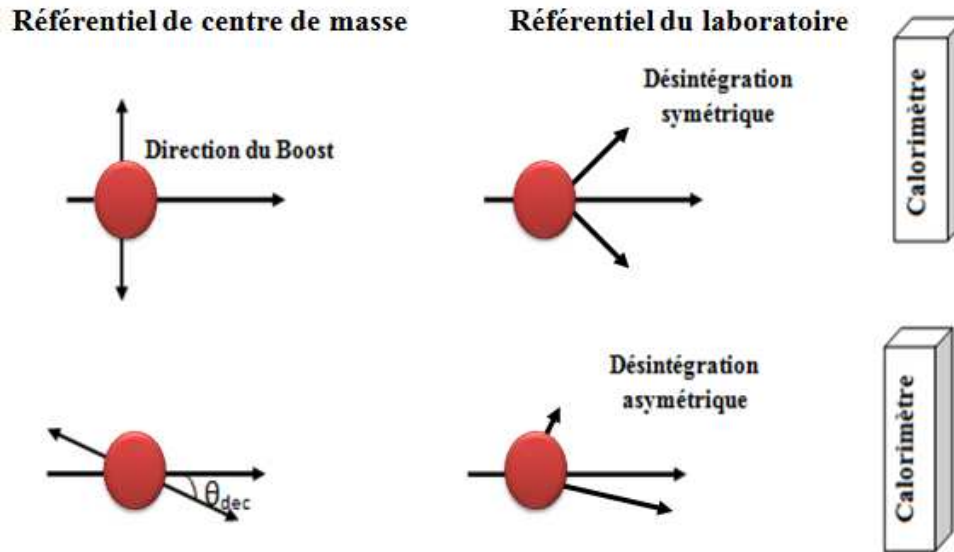 Référentiel de centre de masse
Référentiel du laboratoire
Désintégration
symétrique
Direction du Boost
Calorimètre
Désintégration
asymétrique
θdec
Calorimètre